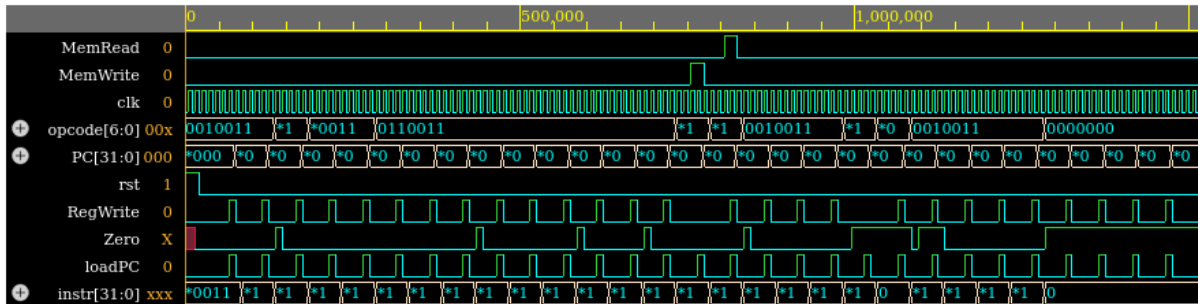 0 500,000 1,000,000
MemRead 0
MemWrite 0
clk 0
opcode[6:0] 00x 0010011 *1 *0011 0110011 *1 *1 0010011 *1 *0 0010011 0000000
PC[31:0] 000 *000 *0 *0 *0 *0 *0 *0 *0 *0 *0 *0 *0 *0 *0 *0 *0 *0 *0 *0 *0 *0 *0 *0 *0 *0 *0 *0 *0 *0 *0
rst 1
RegWrite 0
Zero X
loadPC 0
instr[31:0] xxx *0011 *1 *1 *1 *1 *1 *1 *1 *1 *1 *1 *1 *1 *1 *1 *1 *1 *1 *1 *1 0 *1 *1 *1 *1 0